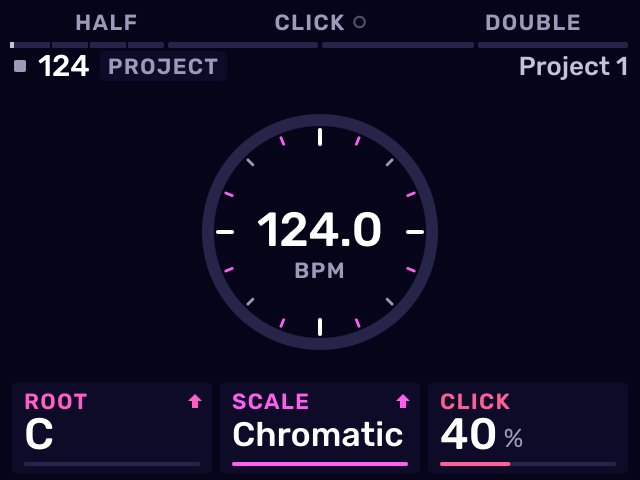 HALF CLICK DOUBLE
124 PROJECT Project 1
124.0
BPM
ROOT SCALE CLICK
C Chromatic 40 %